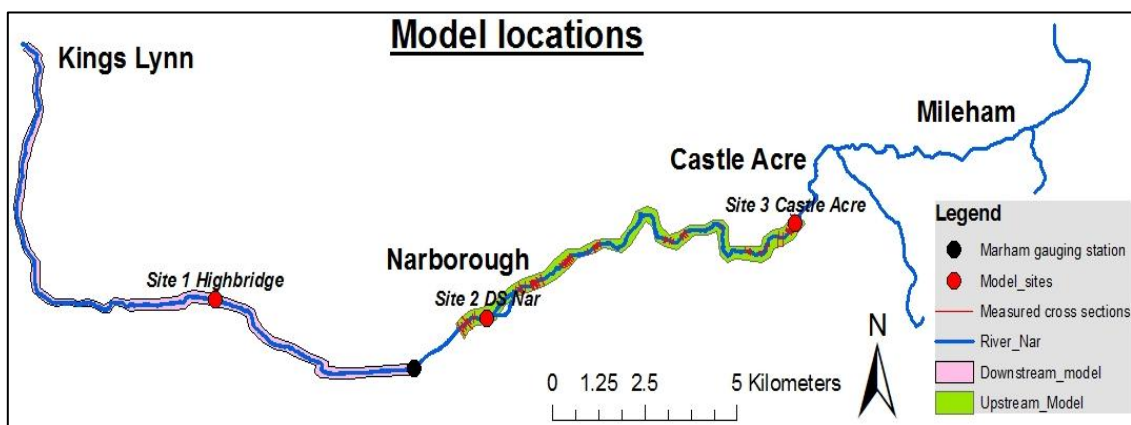 Model locations
Kings Lynn
Mileham
Castle Acre
Site 3 Castle Acre
Narborough
Site 1 Highbridge
Site 2 DS Nar
N
0 1.25 2.5 5 Kilometers
Legend
Marham gauging station
Model_sites
Measured cross sections
River_Nar
Downstream_model
Upstream_Model